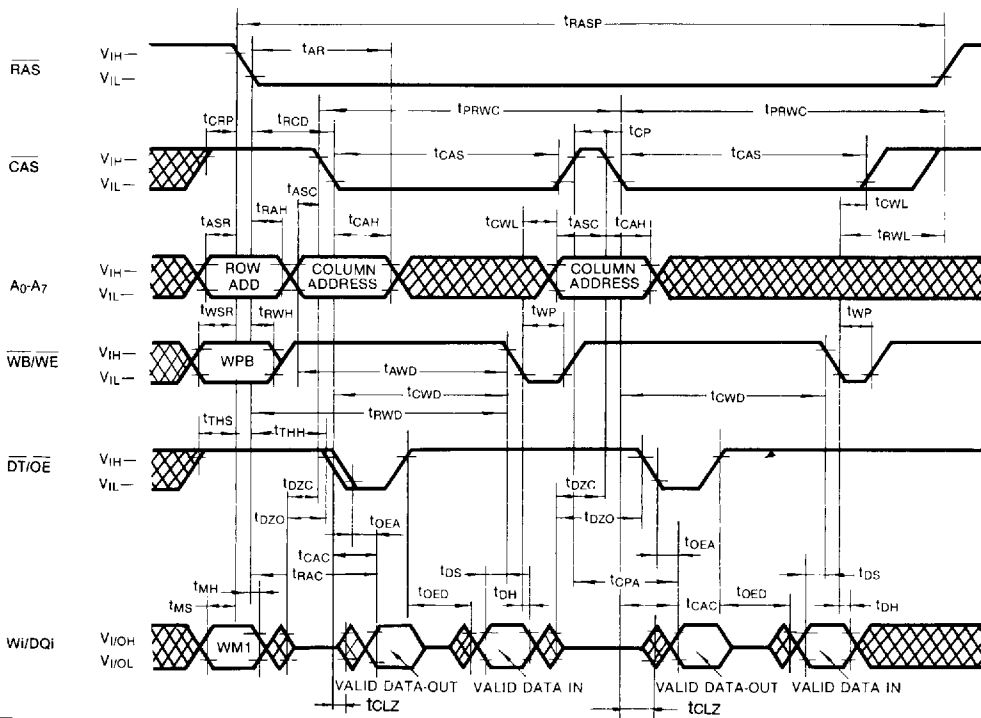 tRASP
tAR
RAS
VIH
VIL
tPRWC
tPRWC
tCRP
tRCD
tCP
CAS
VIH
VIL
tCAS
tCAS
tASC
tCWL
tASR
tRAH
tCAH
tCWL
tASC
tCAH
tRWL
A0-A7
VIH
VIL
ROW ADD
COLUMN ADDRESS
COLUMN ADDRESS
tWSR
tRWH
tWP
tWP
WB/WE
VIH
VIL
WPB
tAWD
tCWD
tCWD
tRWD
tTHS
tTHH
DT/OE
VIH
VIL
tDZC
tDZC
tDZO
tOEA
tDZO
tOEA
tCAC
tRAC
tDS
tCPA
tDS
tMH
tMS
tOED
tDH
tCAC
tOED
tDH
Wi/DQi
VI/OH
VI/OL
WM1
VALID DATA-OUT
VALID DATA IN
VALID DATA-OUT
VALID DATA IN
tCLZ
tCLZ